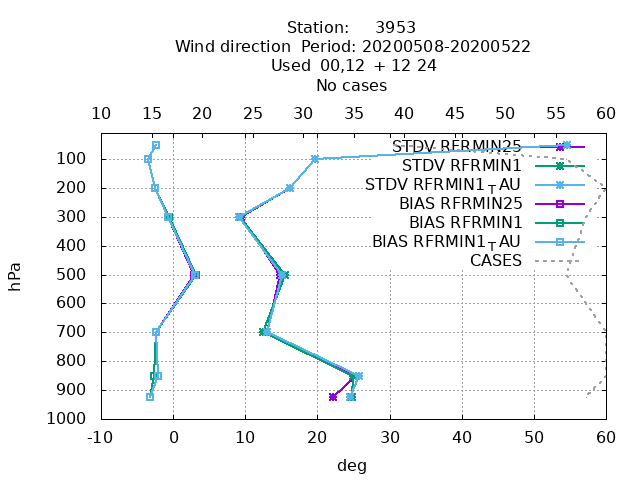 Station: 3953
Wind direction Period: 20200508-20200522
Used 00,12 + 12 24
No cases
10 15 20 25 30 35 40 45 50 55 60
STDV RFRMIN25
STDV RFRMIN1
STDV RFRMIN1TAU
BIAS RFRMIN25
BIAS RFRMIN1
BIAS RFRMIN1TAU
CASES
100
200
300
400
500
600
700
800
900
1000
hPa
-10 0 10 20 30 40 50 60
deg